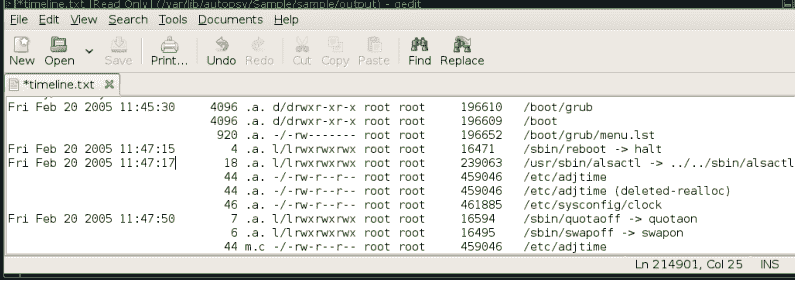 *timeline.txt [Read Only] (/var/lib/autopsy/Sample/sample/output) - gedit
File Edit View Search Tools Documents Help
New Open Save Print... Undo Redo Cut Copy Paste Find Replace
*timeline.txt
Fri Feb 20 2005 11:45:30 4096 .a. d/drwxr-xr-x root root 196610 /boot/grub
4096 .a. d/drwxr-xr-x root root 196609 /boot
920 .a. -/-rw------- root root 196652 /boot/grub/menu.lst
Fri Feb 20 2005 11:47:15 4 .a. l/lrwxrwxrwx root root 16471 /sbin/reboot -> halt
Fri Feb 20 2005 11:47:17 18 .a. l/lrwxrwxrwx root root 239063 /usr/sbin/alsactl -> ../../sbin/alsactl
44 .a. -/-rw-r--r-- root root 459046 /etc/adjtime
44 .a. -/-rw-r--r-- root root 459046 /etc/adjtime (deleted-realloc)
46 .a. -/-rw-r--r-- root root 461885 /etc/sysconfig/clock
Fri Feb 20 2005 11:47:50 7 .a. l/lrwxrwxrwx root root 16594 /sbin/quotaoff -> quotaon
6 .a. l/lrwxrwxrwx root root 16495 /sbin/swapoff -> swapon
44 m.c -/-rw-r--r-- root root 459046 /etc/adjtime
Ln 214901, Col 25 INS